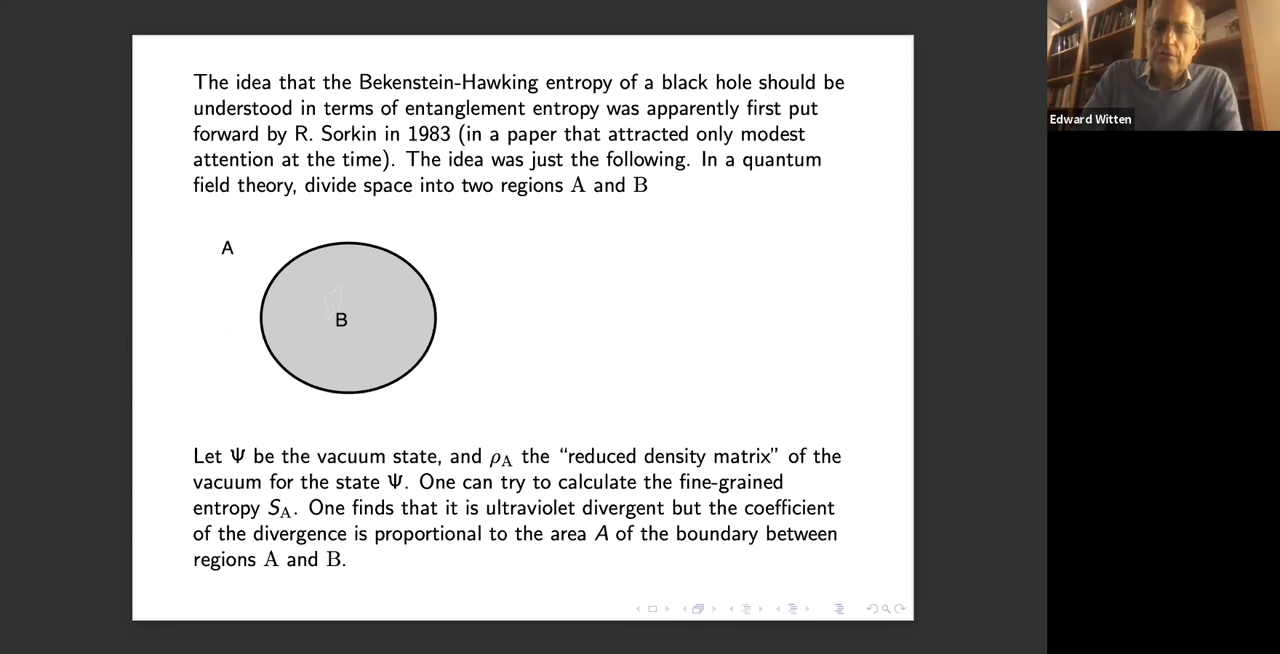 The idea that the Bekenstein-Hawking entropy of a black hole should be
understood in terms of entanglement entropy was apparently first put
forward by R. Sorkin in 1983 (in a paper that attracted only modest
attention at the time). The idea was just the following. In a quantum
field theory, divide space into two regions A and B
A
B
Let Ψ be the vacuum state, and ρA the “reduced density matrix” of the
vacuum for the state Ψ. One can try to calculate the fine-grained
entropy SA. One finds that it is ultraviolet divergent but the coefficient
of the divergence is proportional to the area A of the boundary between
regions A and B.
Edward Witten